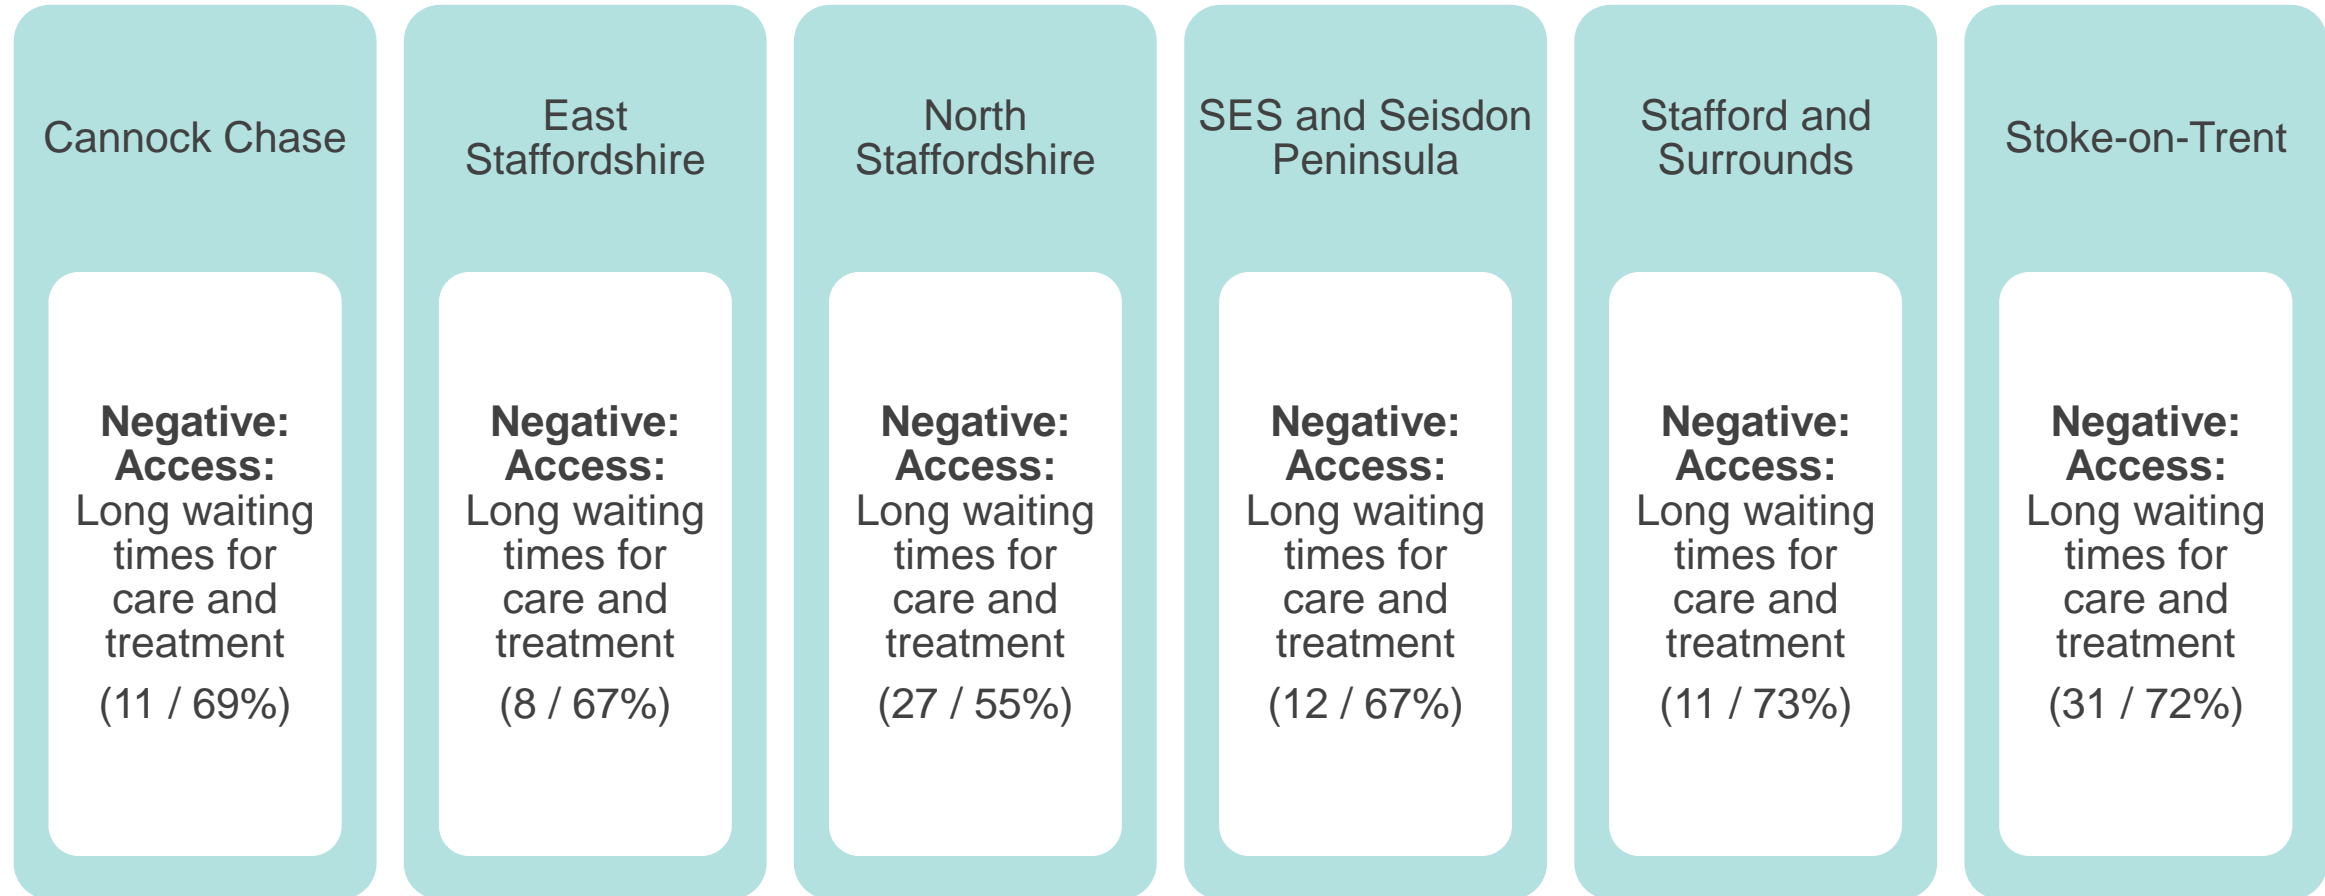 Cannock Chase
Negative:
Access:
Long waiting
times for
care and
treatment
(11 / 69%)
East
Staffordshire
Negative:
Access:
Long waiting
times for
care and
treatment
(8 / 67%)
North
Staffordshire
Negative:
Access:
Long waiting
times for
care and
treatment
(27 / 55%)
SES and Seisdon
Peninsula
Negative:
Access:
Long waiting
times for
care and
treatment
(12 / 67%)
Stafford and
Surrounds
Negative:
Access:
Long waiting
times for
care and
treatment
(11 / 73%)
Stoke-on-Trent
Negative:
Access:
Long waiting
times for
care and
treatment
(31 / 72%)